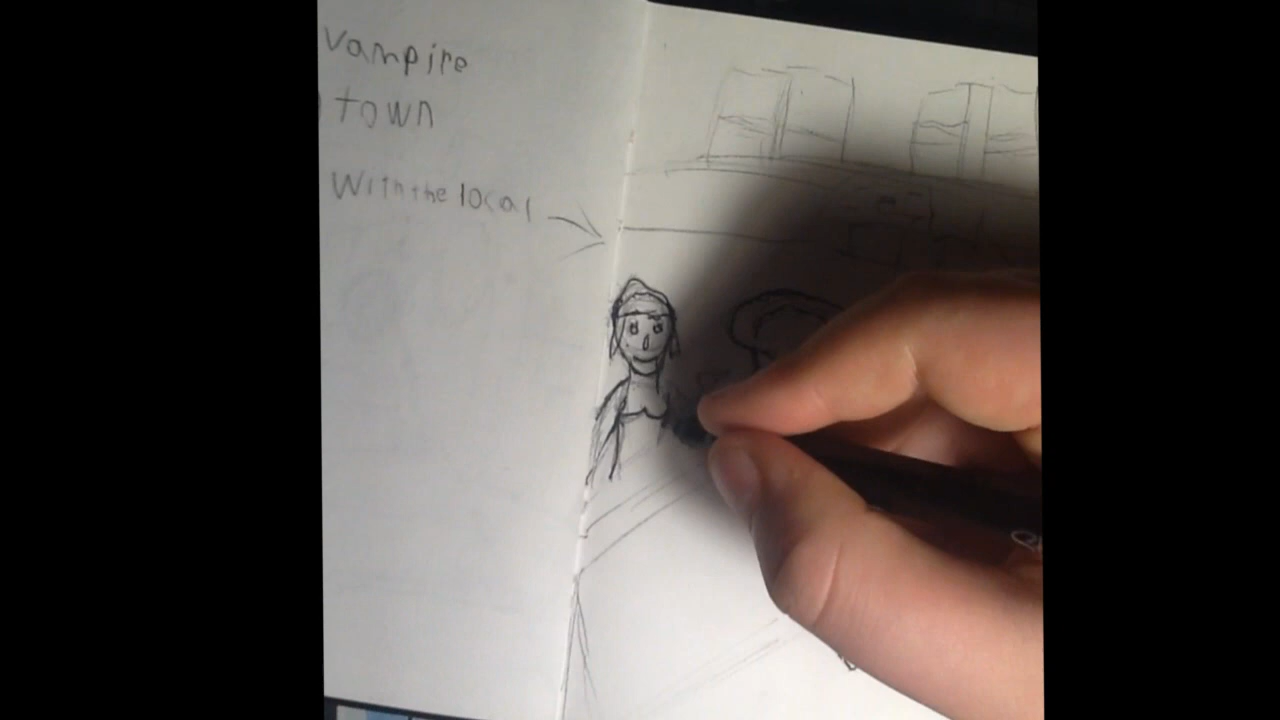 Vampire
town
With the local